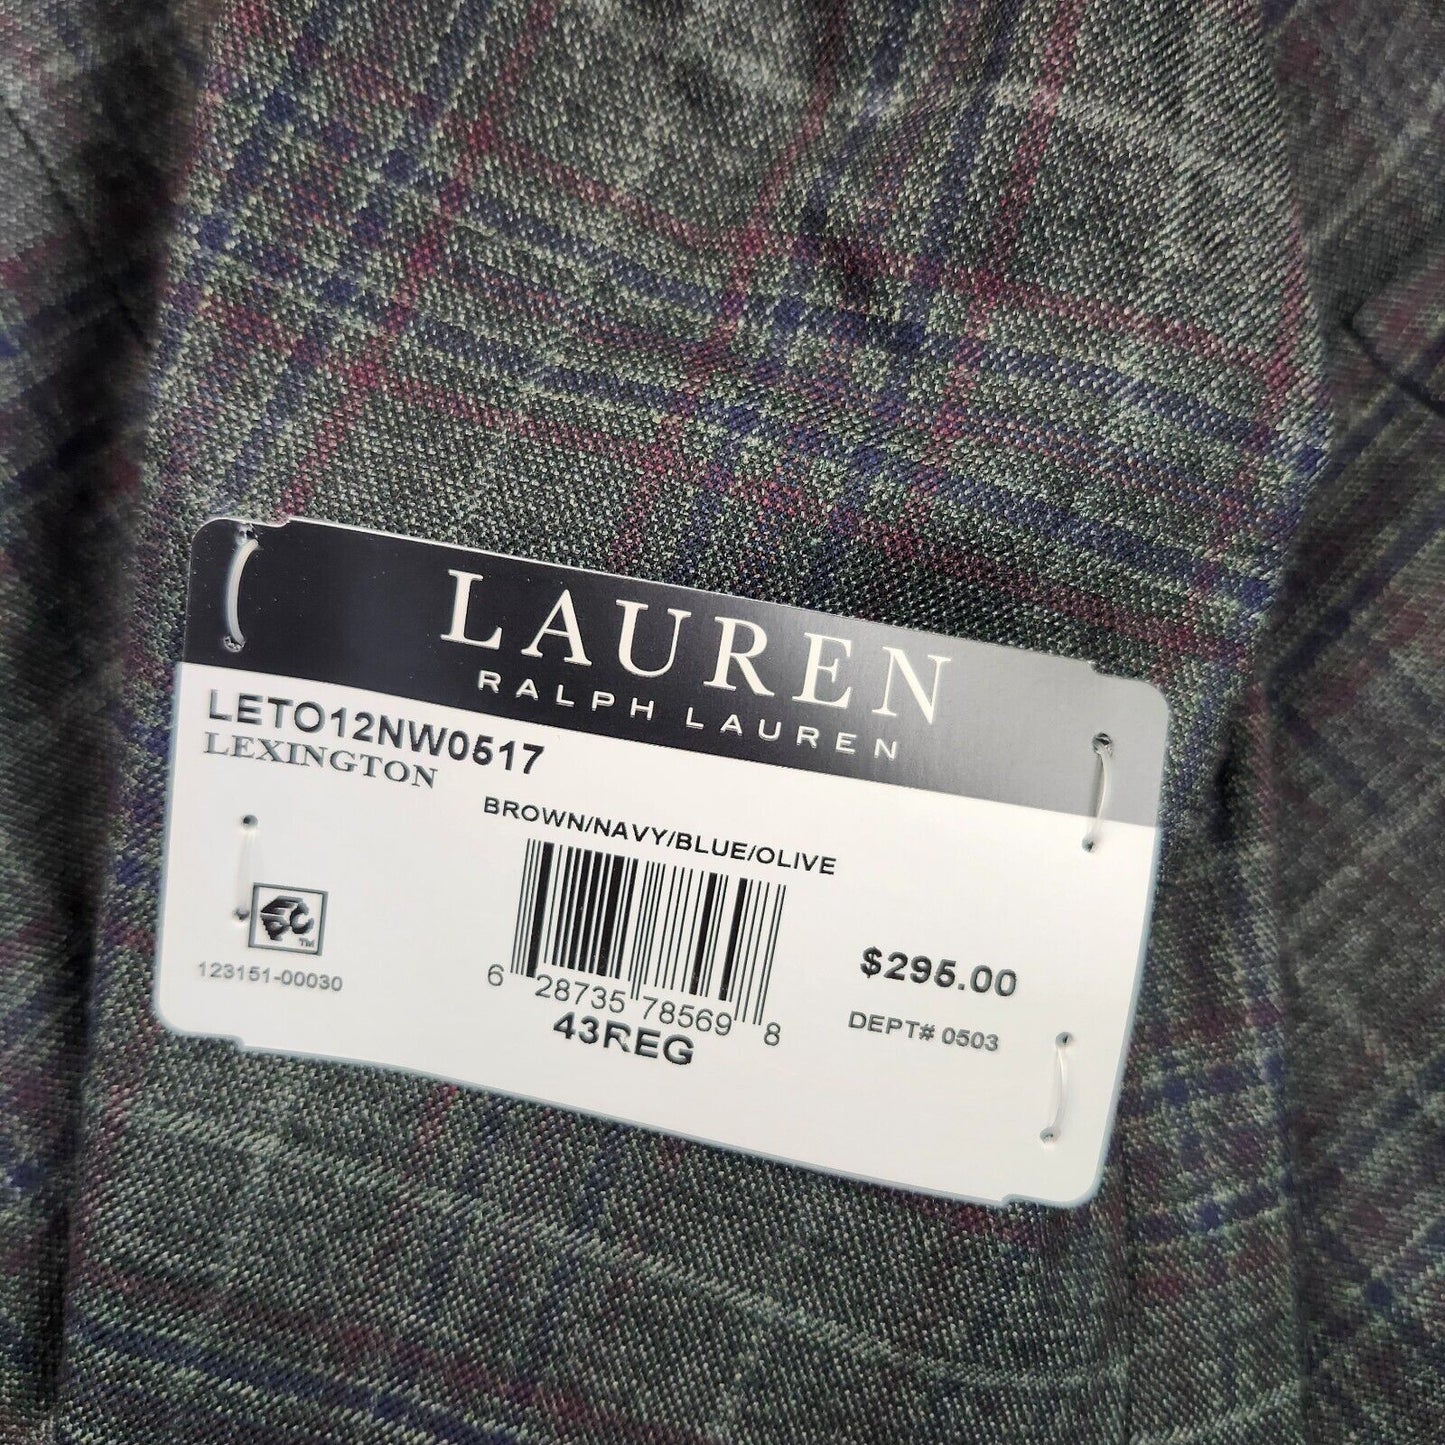 LAUREN
RALPH LAUREN
LETO12NW0517
LEXINGTON
BROWN/NAVY/BLUE/OLIVE
TM
123151-00030
6 28735 78569 8
43REG
$295.00
DEPT# 0503